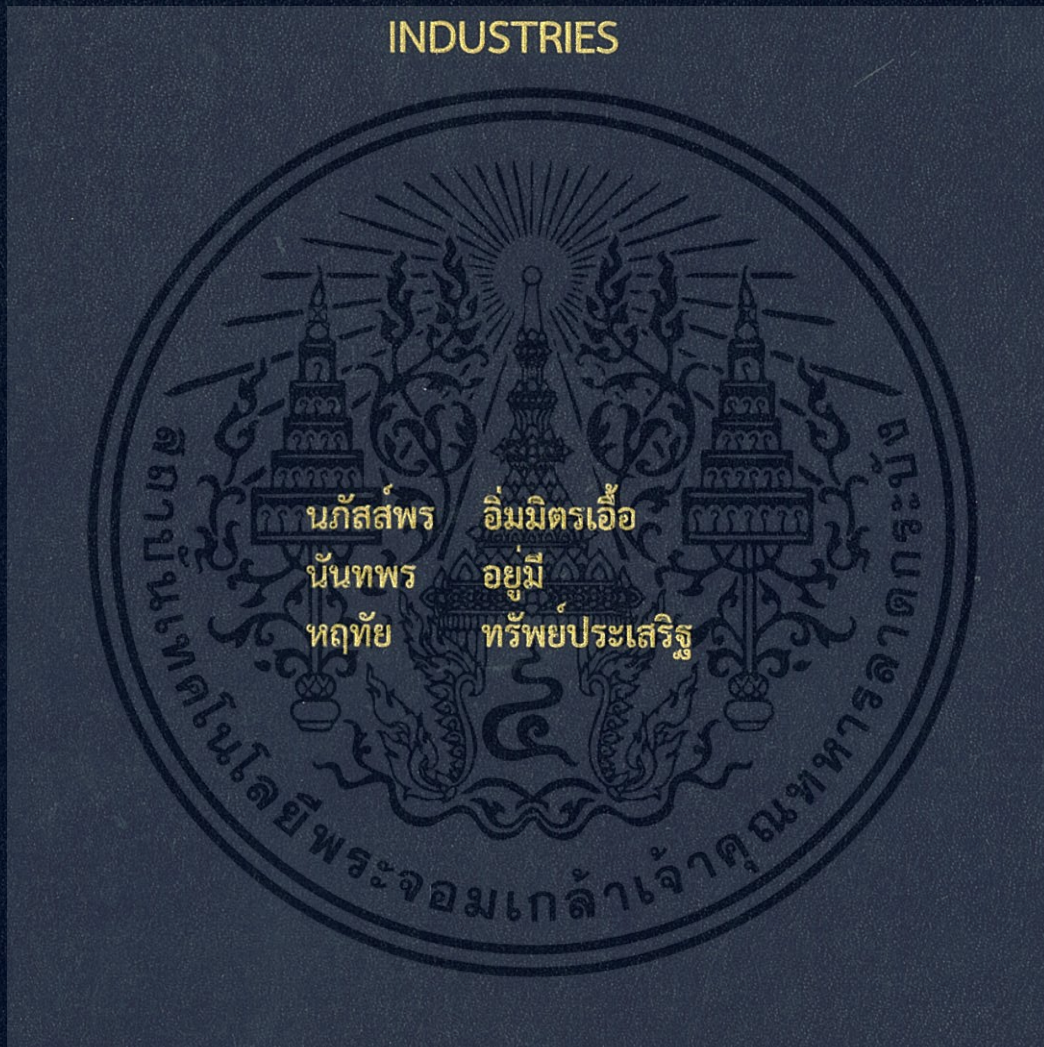 INDUSTRIES
นภัสส์พร อิ่มมิตรเอื้อ
นันทพร อยู่มี
หฤทัย ทรัพย์ประเสริฐ
๔
สถาบันเทคโนโลยีพระจอมเกล้าเจ้าคุณทหารลาดกระบัง